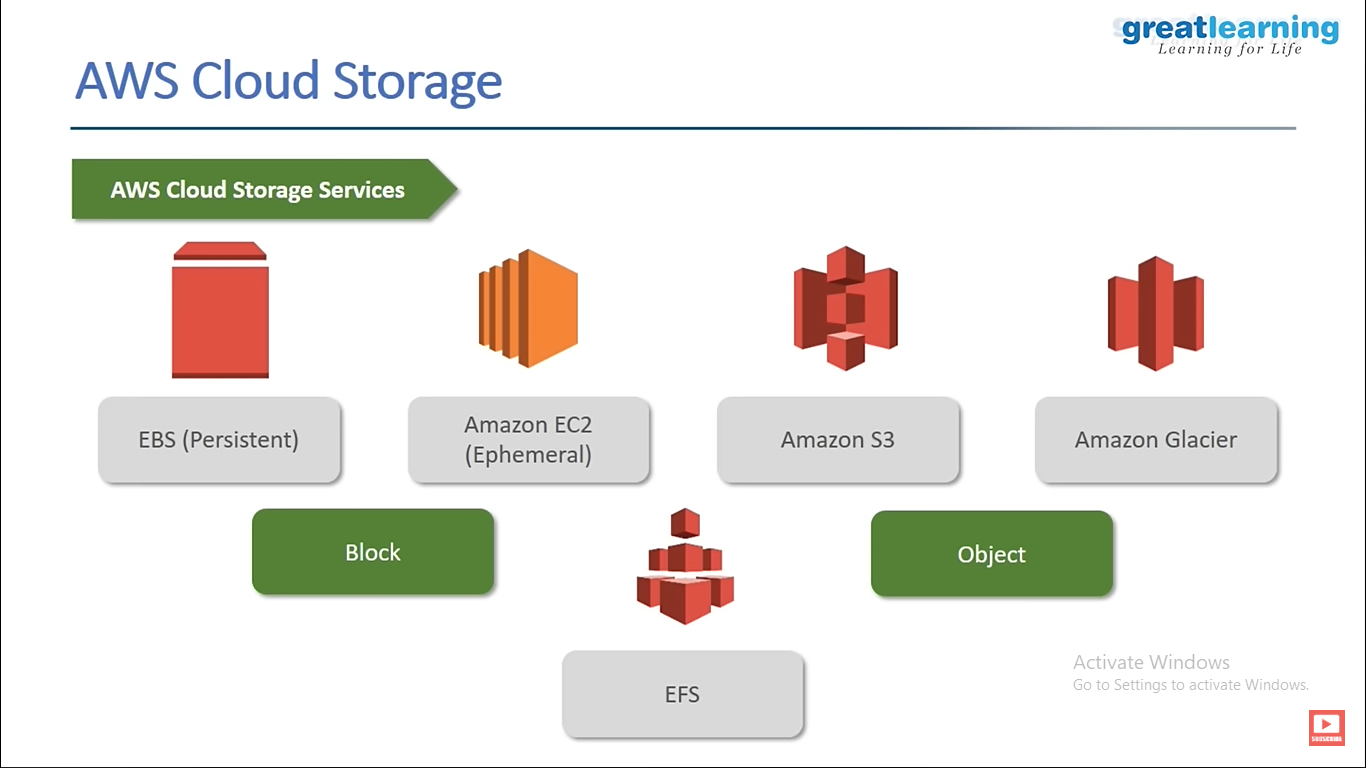 greatlearning
Learning for Life
AWS Cloud Storage
AWS Cloud Storage Services
EBS (Persistent)
Amazon EC2
(Ephemeral)
Amazon S3
Amazon Glacier
Block
Object
EFS
Activate Windows
Go to Settings to activate Windows.
SUBSCRIBE